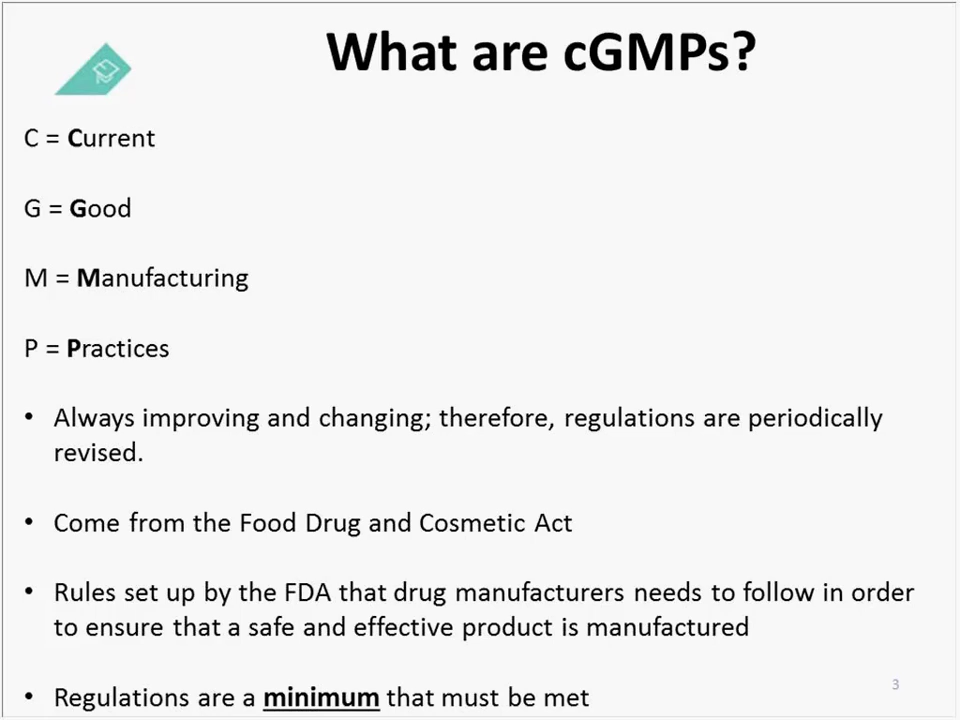 What are cGMPs?
C = Current
G = Good
M = Manufacturing
P = Practices
• Always improving and changing; therefore, regulations are periodically
revised.
• Come from the Food Drug and Cosmetic Act
• Rules set up by the FDA that drug manufacturers needs to follow in order
to ensure that a safe and effective product is manufactured
• Regulations are a minimum that must be met
3